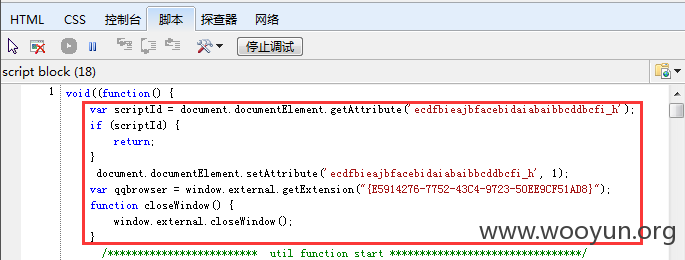 HTML CSS 控制台 脚本 探查器 网络
停止调试
script block (18)
1 void((function() {
var scriptId = document.documentElement.getAttribute('ecdfbieajbfacebidaiabaibbcddbcfi_h');
if (scriptId) {
return;
}
document.documentElement.setAttribute('ecdfbieajbfacebidaiabaibbcddbcfi_h', 1);
var qqbrowser = window.external.getExtension("{E5914276-7752-43C4-9723-50EE9CF51AD8}");
function closeWindow() {
window.external.closeWindow();
}
/************************* util function start ********************************/
www.wooyun.org